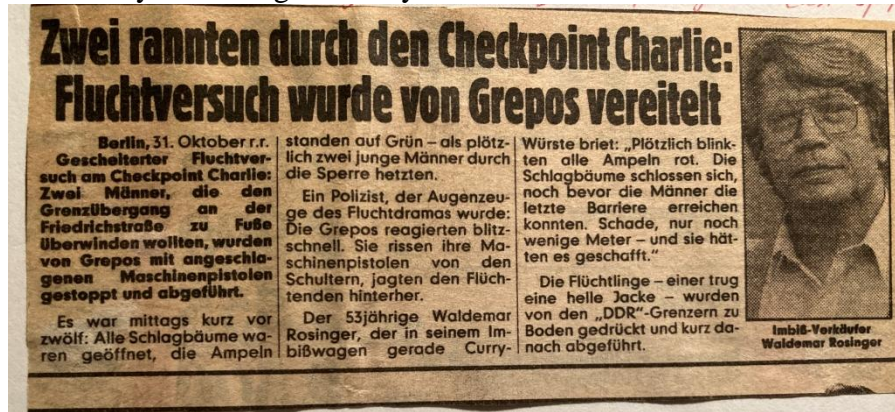 Zwei rannten durch den Checkpoint Charlie:
Fluchtversuch wurde von Grepos vereitelt
Berlin, 31. Oktober r.r.
Gescheiterter Fluchtver-
such am Checkpoint Charlie:
Zwei Männer, die den
Grenzübergang an der
Friedrichstraße zu Fuße
überwinden wollten, wurden
von Grepos mit angeschla-
genen Maschinenpistolen
gestoppt und abgeführt.
Es war mittags kurz vor
zwölf: Alle Schlagbäume wa-
ren geöffnet, die Ampeln
standen auf Grün – als plötz-
lich zwei junge Männer durch
die Sperre hetzten.
Ein Polizist, der Augenzeu-
ge des Fluchtdramas wurde:
Die Grepos reagierten blitz-
schnell. Sie rissen ihre Ma-
schinenpistolen von den
Schultern, jagten den Flüch-
tenden hinterher.
Der 53jährige Waldemar
Rosinger, der in seinem Im-
bißwagen gerade Curry-
Würste briet: „Plötzlich blink-
ten alle Ampeln rot. Die
Schlagbäume schlossen sich,
noch bevor die Männer die
letzte Barriere erreichen
konnten. Schade, nur noch
wenige Meter – und sie hät-
ten es geschafft.“
Die Flüchtlinge – einer trug
eine helle Jacke – wurden
von den „DDR“-Grenzern zu
Boden gedrückt und kurz da-
nach abgeführt.
Imbiß-Verkäufer
Waldemar Rosinger